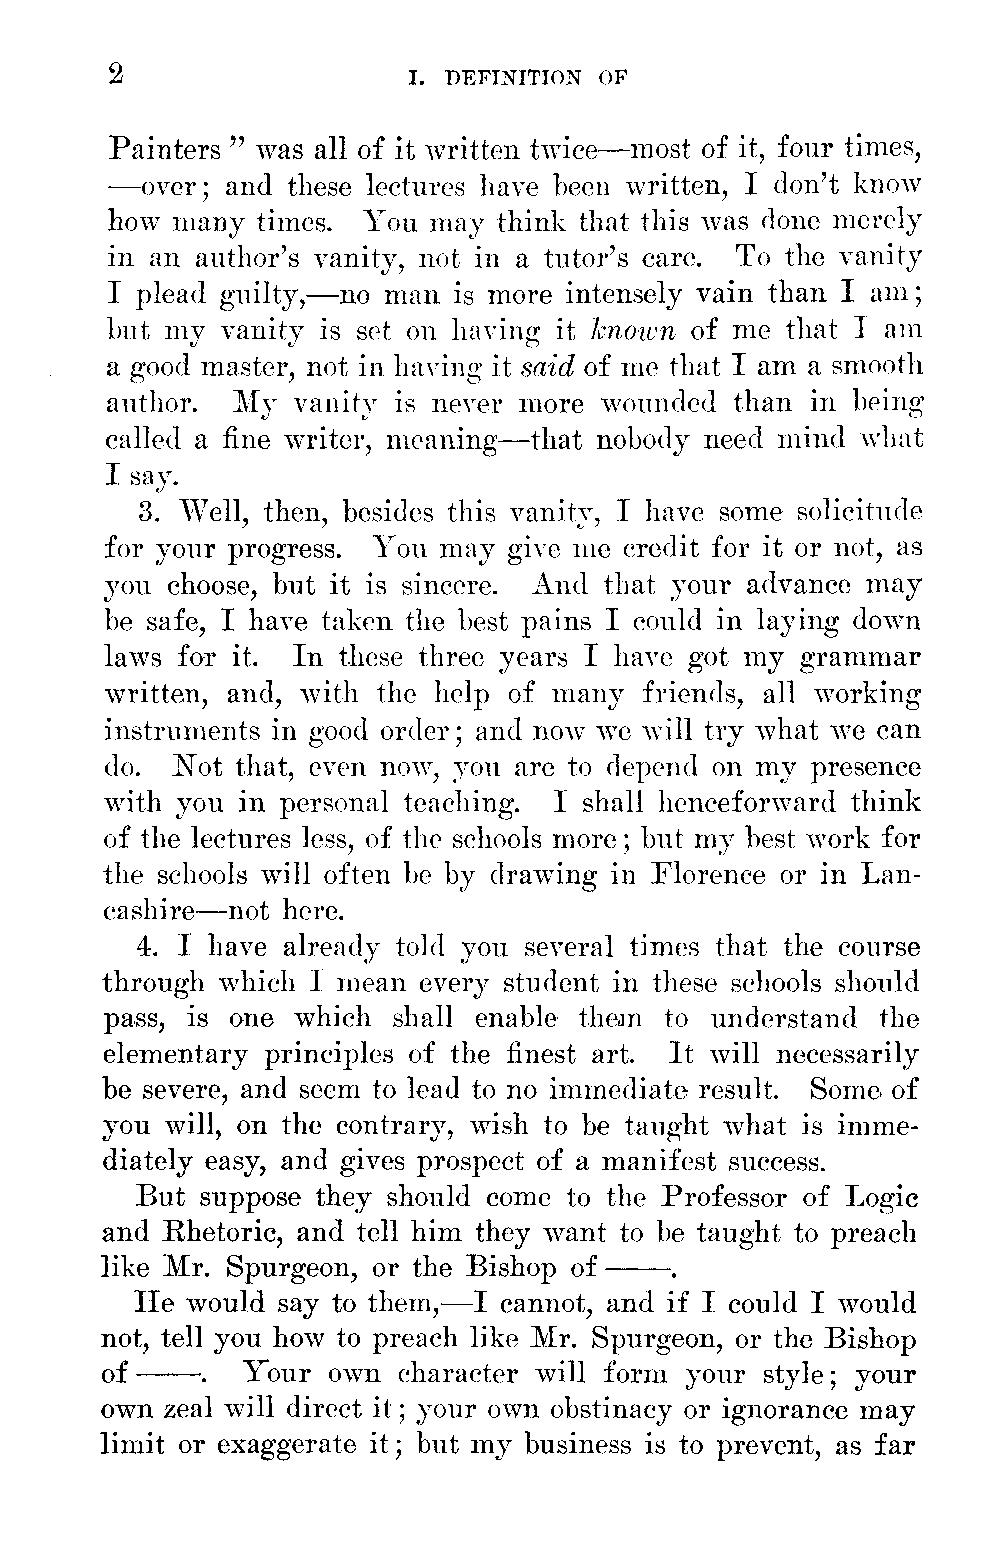 2 I. DEFINITION OF
Painters” was all of it written twice—most of it, four times,
—over; and these lectures have been written, I don’t know
how many times. You may think that this was done merely
in an author’s vanity, not in a tutor’s care. To the vanity
I plead guilty,—no man is more intensely vain than I am;
but my vanity is set on having it known of me that I am
a good master, not in having it said of me that I am a smooth
author. My vanity is never more wounded than in being
called a fine writer, meaning—that nobody need mind what
I say.
3. Well, then, besides this vanity, I have some solicitude
for your progress. You may give me credit for it or not, as
you choose, but it is sincere. And that your advance may
be safe, I have taken the best pains I could in laying down
laws for it. In these three years I have got my grammar
written, and, with the help of many friends, all working
instruments in good order; and now we will try what we can
do. Not that, even now, you are to depend on my presence
with you in personal teaching. I shall henceforward think
of the lectures less, of the schools more; but my best work for
the schools will often be by drawing in Florence or in Lan-
cashire—not here.
4. I have already told you several times that the course
through which I mean every student in these schools should
pass, is one which shall enable them to understand the
elementary principles of the finest art. It will necessarily
be severe, and seem to lead to no immediate result. Some of
you will, on the contrary, wish to be taught what is imme-
diately easy, and gives prospect of a manifest success.
But suppose they should come to the Professor of Logic
and Rhetoric, and tell him they want to be taught to preach
like Mr. Spurgeon, or the Bishop of ——.
He would say to them,—I cannot, and if I could I would
not, tell you how to preach like Mr. Spurgeon, or the Bishop
of ——. Your own character will form your style; your
own zeal will direct it; your own obstinacy or ignorance may
limit or exaggerate it; but my business is to prevent, as far